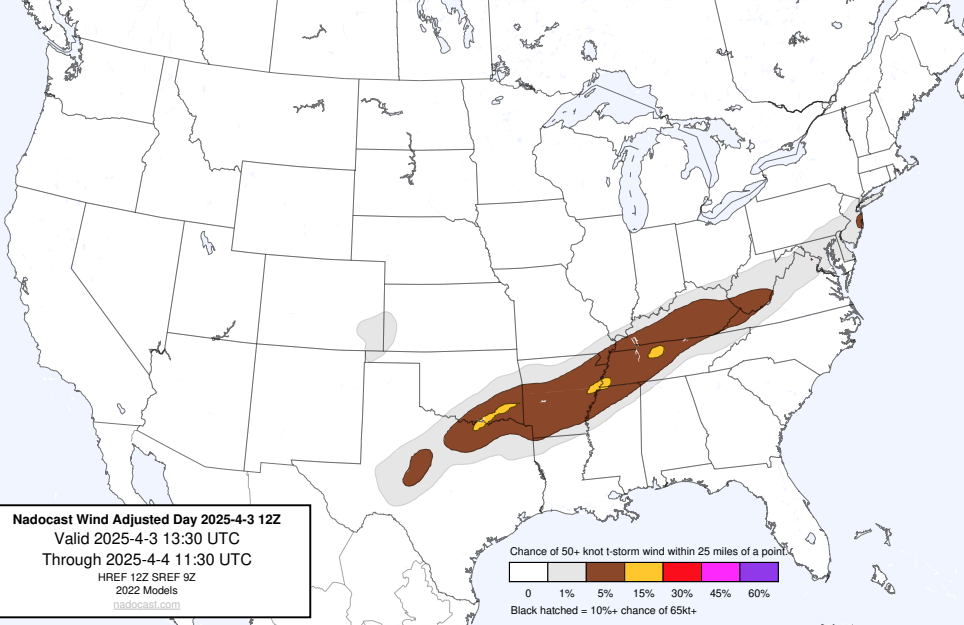 Nadocast Wind Adjusted Day 2025-4-3 12Z
Valid 2025-4-3 13:30 UTC
Through 2025-4-4 11:30 UTC
HREF 12Z SREF 9Z
2022 Models
nadocast.com
Chance of 50+ knot t-storm wind within 25 miles of a point.
0 1% 5% 15% 30% 45% 60%
Black hatched = 10%+ chance of 65kt+